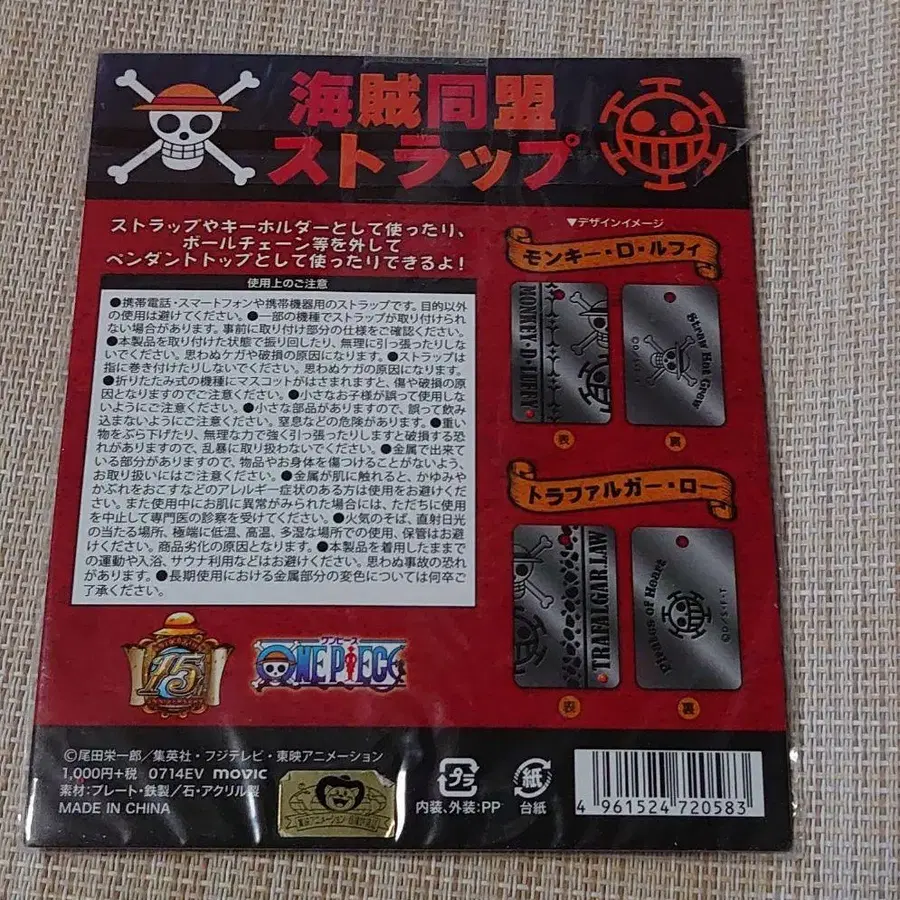 海賊同盟
ストラップ
ストラップやキーホルダーとして使ったり、
ボールチェーン等を外して
ペンダントトップとして使ったりできるよ!
使用上のご注意
●携帯電話・スマートフォンや携帯機器用のストラップです。目的以外
の使用は避けてください。●一部の機種でストラップが取り付けられ
ない場合があります。事前に取り付け部分の仕様をご確認ください。
●本製品を取り付けた状態で振り回したり、無理に引っ張ったりしな
いでください。思わぬケガや破損の原因になります。●ストラップは
指に巻き付けたりしないでください。思わぬケガの原因になります。
●折りたたみ式の機種にマスコットがはさまれますと、傷や破損の原
因となりますのでご注意ください。●小さなお子様が誤って使用しな
いようにご注意ください。●小さな部品がありますので、誤って飲み
込まないようにご注意ください。窒息などの危険があります。●重い
物をぶら下げたり、無理な力で強く引っ張ったりしますと破損する恐
れがありますので、乱暴に取り扱わないでください。●金属で出来て
いる部分がありますので、物品やお身体を傷つけることがないよう、
お取り扱いにはご注意ください。●金属が肌に触れると、かゆみや
かぶれをおこすなどのアレルギー症状のある方は使用をお避けくださ
い。また使用中にお肌に異常がみられた場合には、ただちに使用
を中止して専門医の診察を受けてください。●火気のそば、直射日光
の当たる場所、極端に低温、高温、多湿な場所での使用、保管はお避け
ください。商品劣化の原因となります。●本製品を着用したままで
の運動や入浴、サウナ利用などはお避けください。思わぬ事故の恐れ
があります。●長期使用における金属部分の変色については何卒ご
了承ください。
▼デザインイメージ
モンキー・D・ルフィ
MONKEY・D・LUFFY
Straw Hat Crew
©O/S・F・T
表
裏
トラファルガー・ロー
TRAFALGAR.LAW
Pirates of Heart
©O/S・F・T
表
裏
15
ワンピース
ONE PIECE
©尾田栄一郎/集英社・フジテレビ・東映アニメーション
1,000円+税 0714EV movic
素材:プレート・鉄製/石・アクリル製
MADE IN CHINA
プラ
内装、外装:PP
紙
台紙
4 961524 720583